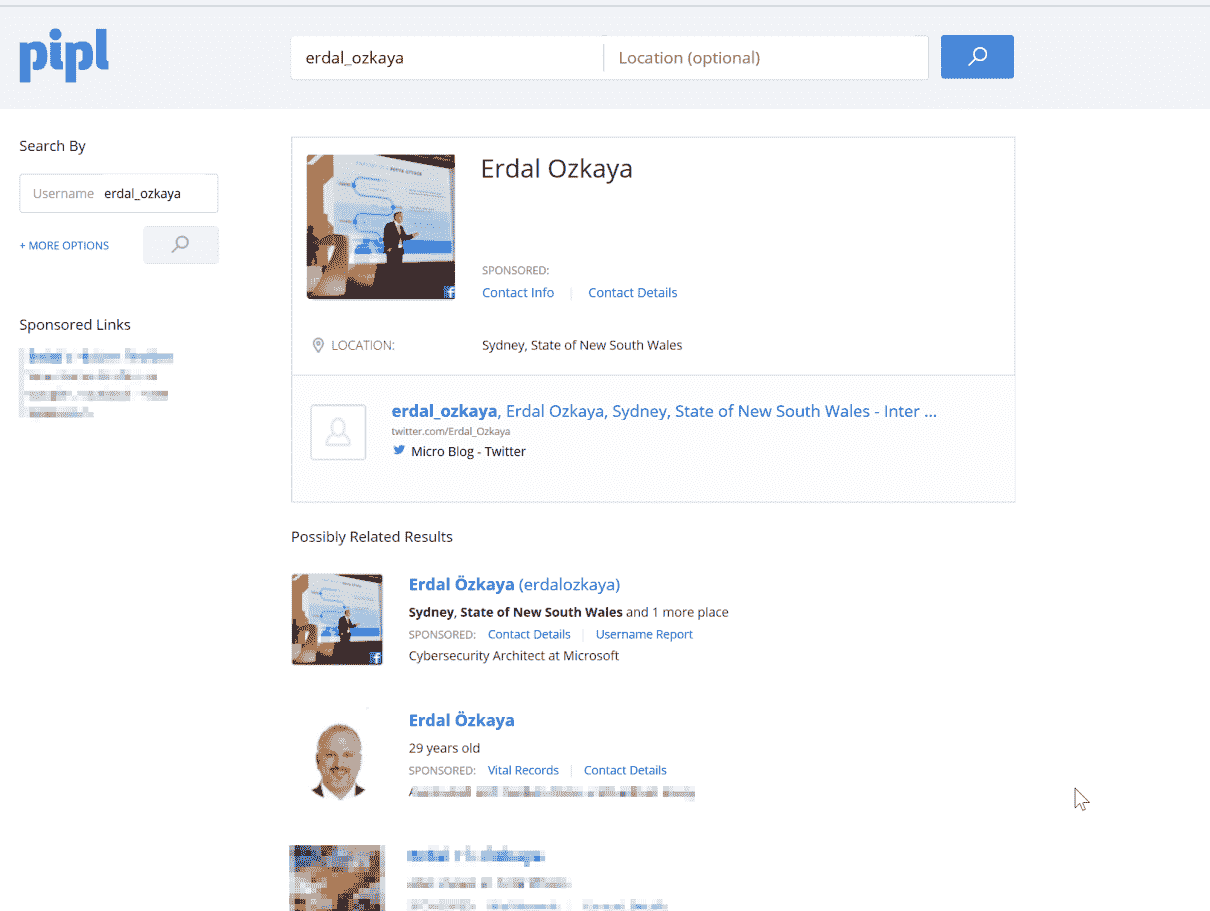 pipl
erdal_ozkaya
Location (optional)
Search By
Username erdal_ozkaya
+ MORE OPTIONS
Sponsored Links
Erdal Ozkaya
SPONSORED:
Contact Info | Contact Details
LOCATION: Sydney, State of New South Wales
erdal_ozkaya, Erdal Ozkaya, Sydney, State of New South Wales - Inter ...
twitter.com/Erdal_Ozkaya
Micro Blog - Twitter
Possibly Related Results
Erdal Özkaya (erdalozkaya)
Sydney, State of New South Wales and 1 more place
SPONSORED: Contact Details | Username Report
Cybersecurity Architect at Microsoft
Erdal Özkaya
29 years old
SPONSORED: Vital Records | Contact Details